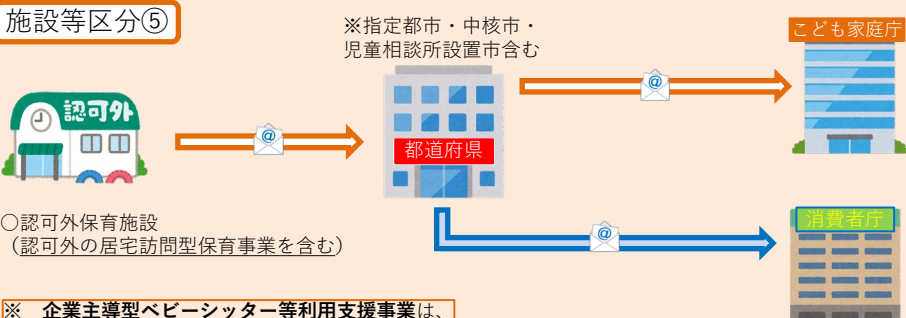 施設等区分⑤
※指定都市・中核市・
児童相談所設置市含む
こども家庭庁
認可外
@
@
都道府県
○認可外保育施設
（認可外の居宅訪問型保育事業を含む）
@
消費者庁
※　企業主導型ベビーシッター等利用支援事業は、